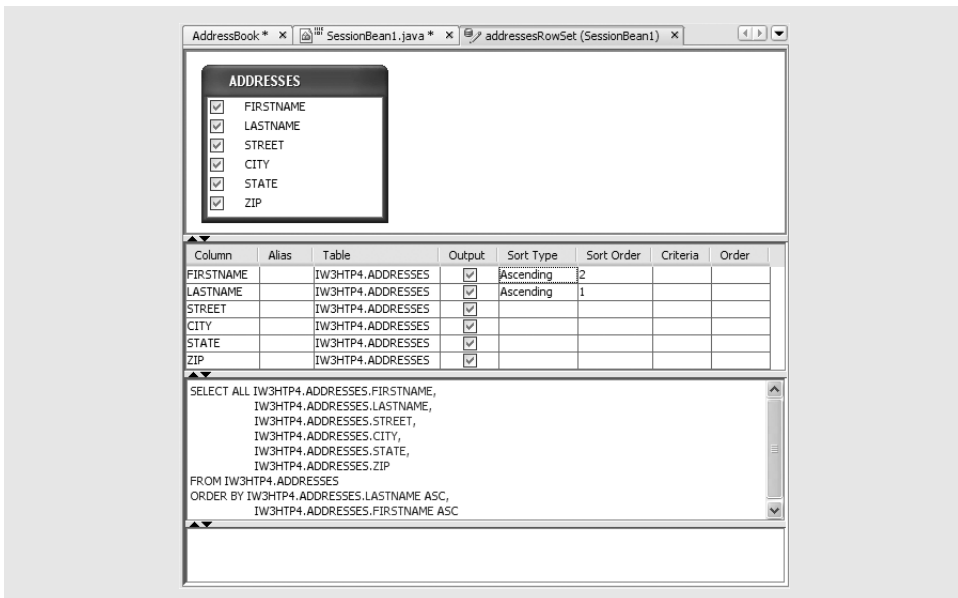 AddressBook * × SessionBean1.java * × addressesRowSet (SessionBean1) ×
ADDRESSES
FIRSTNAME
LASTNAME
STREET
CITY
STATE
ZIP
Column Alias Table Output Sort Type Sort Order Criteria Order
FIRSTNAME IW3HTP4.ADDRESSES Ascending 2
LASTNAME IW3HTP4.ADDRESSES Ascending 1
STREET IW3HTP4.ADDRESSES
CITY IW3HTP4.ADDRESSES
STATE IW3HTP4.ADDRESSES
ZIP IW3HTP4.ADDRESSES
SELECT ALL IW3HTP4.ADDRESSES.FIRSTNAME,
IW3HTP4.ADDRESSES.LASTNAME,
IW3HTP4.ADDRESSES.STREET,
IW3HTP4.ADDRESSES.CITY,
IW3HTP4.ADDRESSES.STATE,
IW3HTP4.ADDRESSES.ZIP
FROM IW3HTP4.ADDRESSES
ORDER BY IW3HTP4.ADDRESSES.LASTNAME ASC,
IW3HTP4.ADDRESSES.FIRSTNAME ASC